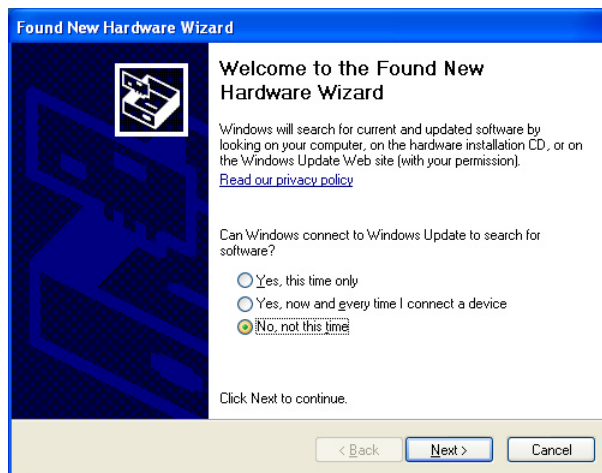 Found New Hardware Wizard
Welcome to the Found New
Hardware Wizard
Windows will search for current and updated software by
looking on your computer, on the hardware installation CD, or on
the Windows Update Web site (with your permission).
Read our privacy policy
Can Windows connect to Windows Update to search for
software?
Yes, this time only
Yes, now and every time I connect a device
No, not this time
Click Next to continue.
< Back
Next >
Cancel